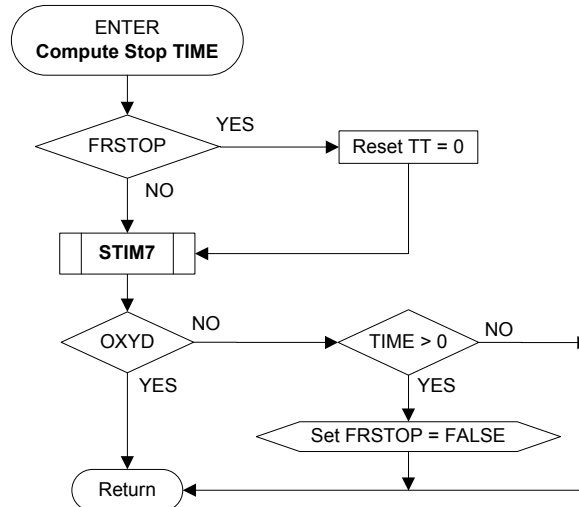 ENTER
Compute Stop TIME
FRSTOP
YES
Reset TT = 0
NO
STIM7
OXYD
NO
TIME > 0
NO
YES
YES
Set FRSTOP = FALSE
Return